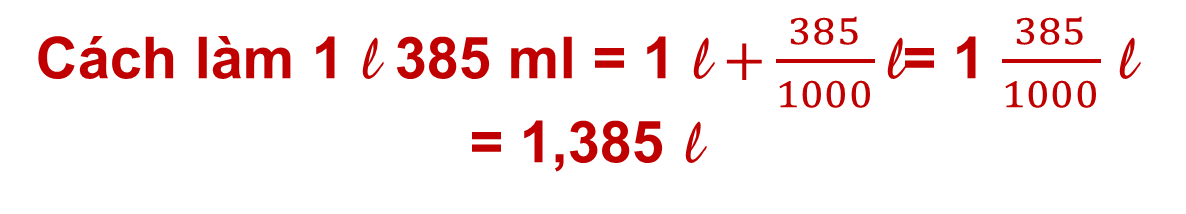 Cách làm 1 ℓ 385 ml = 1 ℓ + 385/1000 ℓ= 1 385/1000 ℓ
= 1,385 ℓ